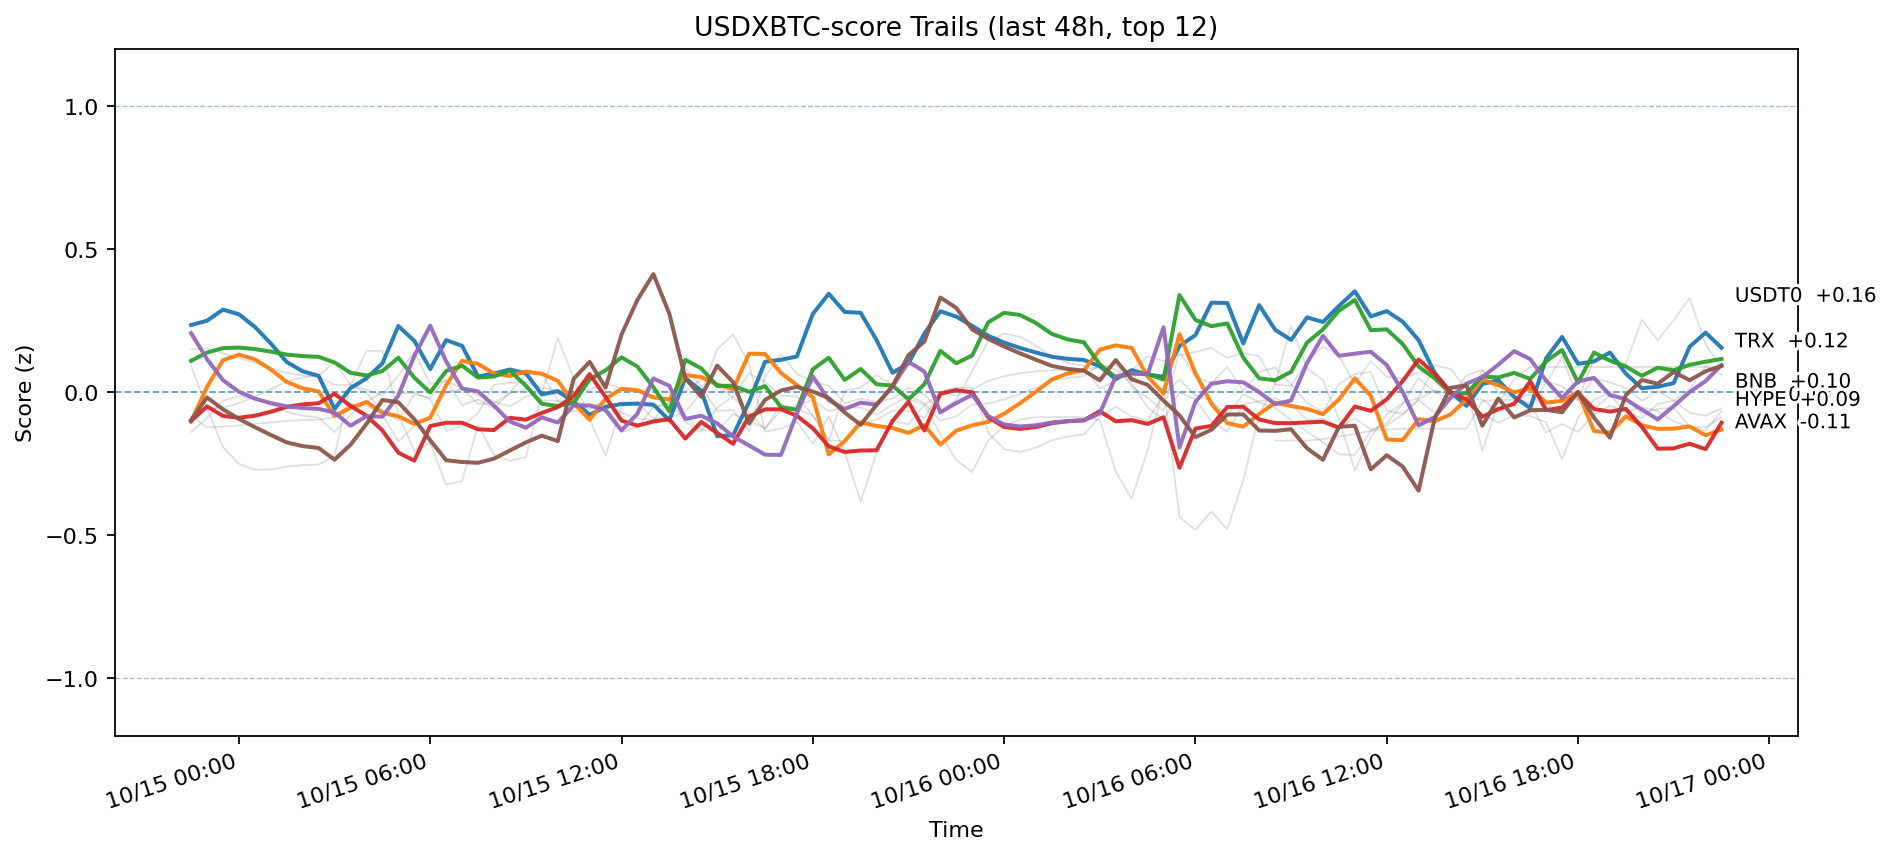 USDXBTC-score Trails (last 48h, top 12)
Score (z)
1.0
0.5
0.0
−0.5
−1.0
USDT0 +0.16
TRX +0.12
BNB +0.10
HYPE +0.09
AVAX -0.11
10/15 00:00
10/15 06:00
10/15 12:00
10/15 18:00
10/16 00:00
10/16 06:00
10/16 12:00
10/16 18:00
10/17 00:00
Time